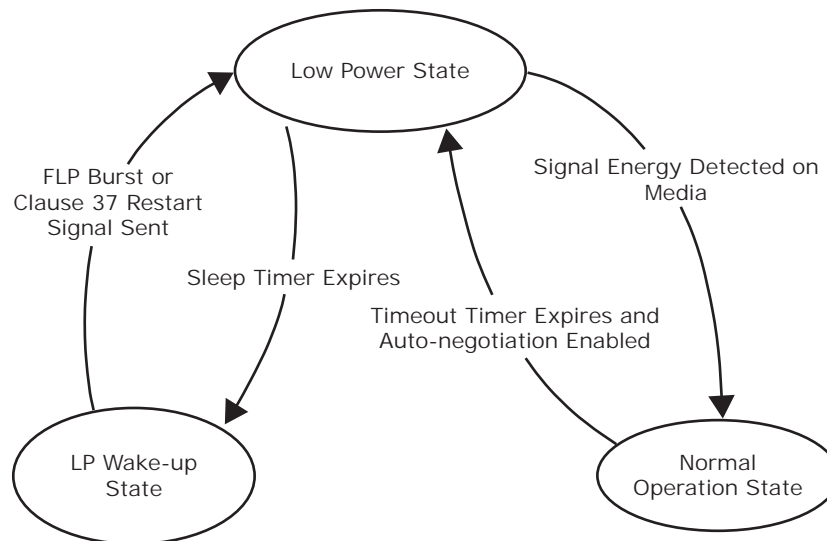 Low Power State
FLP Burst or
Clause 37 Restart
Signal Sent
Signal Energy Detected on
Media
Sleep Timer Expires
Timeout Timer Expires and
Auto-negotiation Enabled
LP Wake-up
State
Normal
Operation State